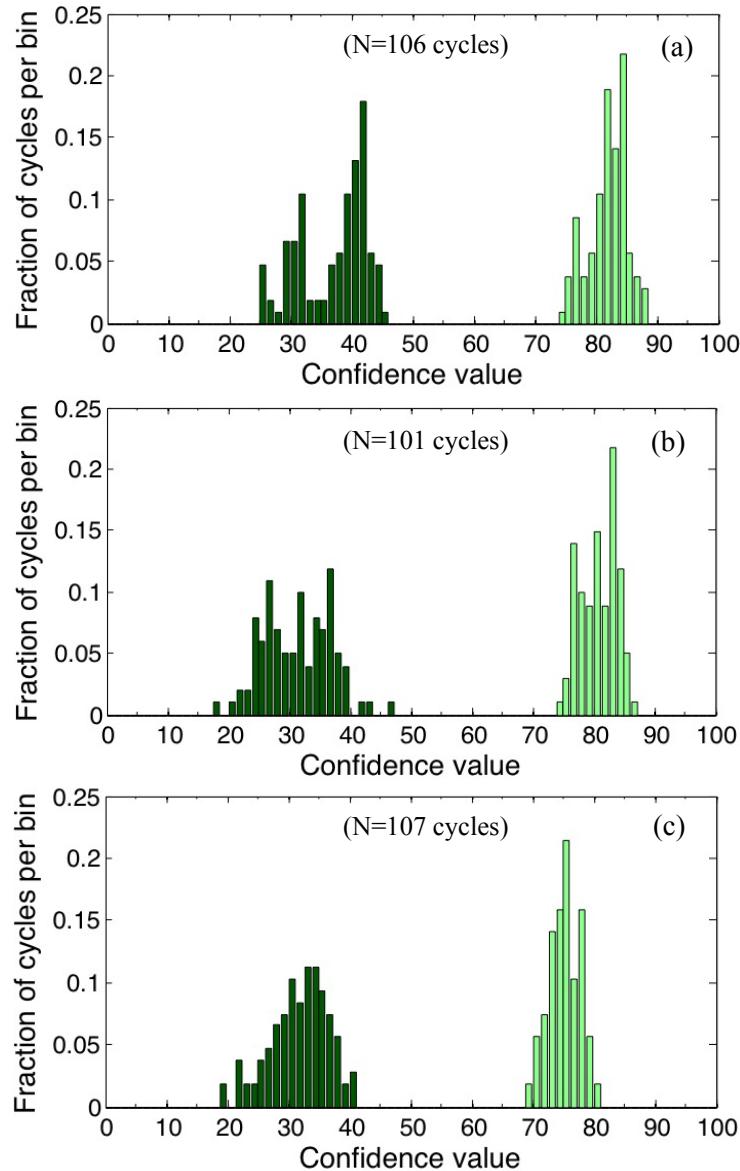 (N=106 cycles)
(a)
Fraction of cycles per bin
0.25
0.2
0.15
0.1
0.05
0
0 10 20 30 40 50 60 70 80 90 100
Confidence value
(N=101 cycles)
(b)
Fraction of cycles per bin
0.25
0.2
0.15
0.1
0.05
0
0 10 20 30 40 50 60 70 80 90 100
Confidence value
(N=107 cycles)
(c)
Fraction of cycles per bin
0.25
0.2
0.15
0.1
0.05
0
0 10 20 30 40 50 60 70 80 90 100
Confidence value